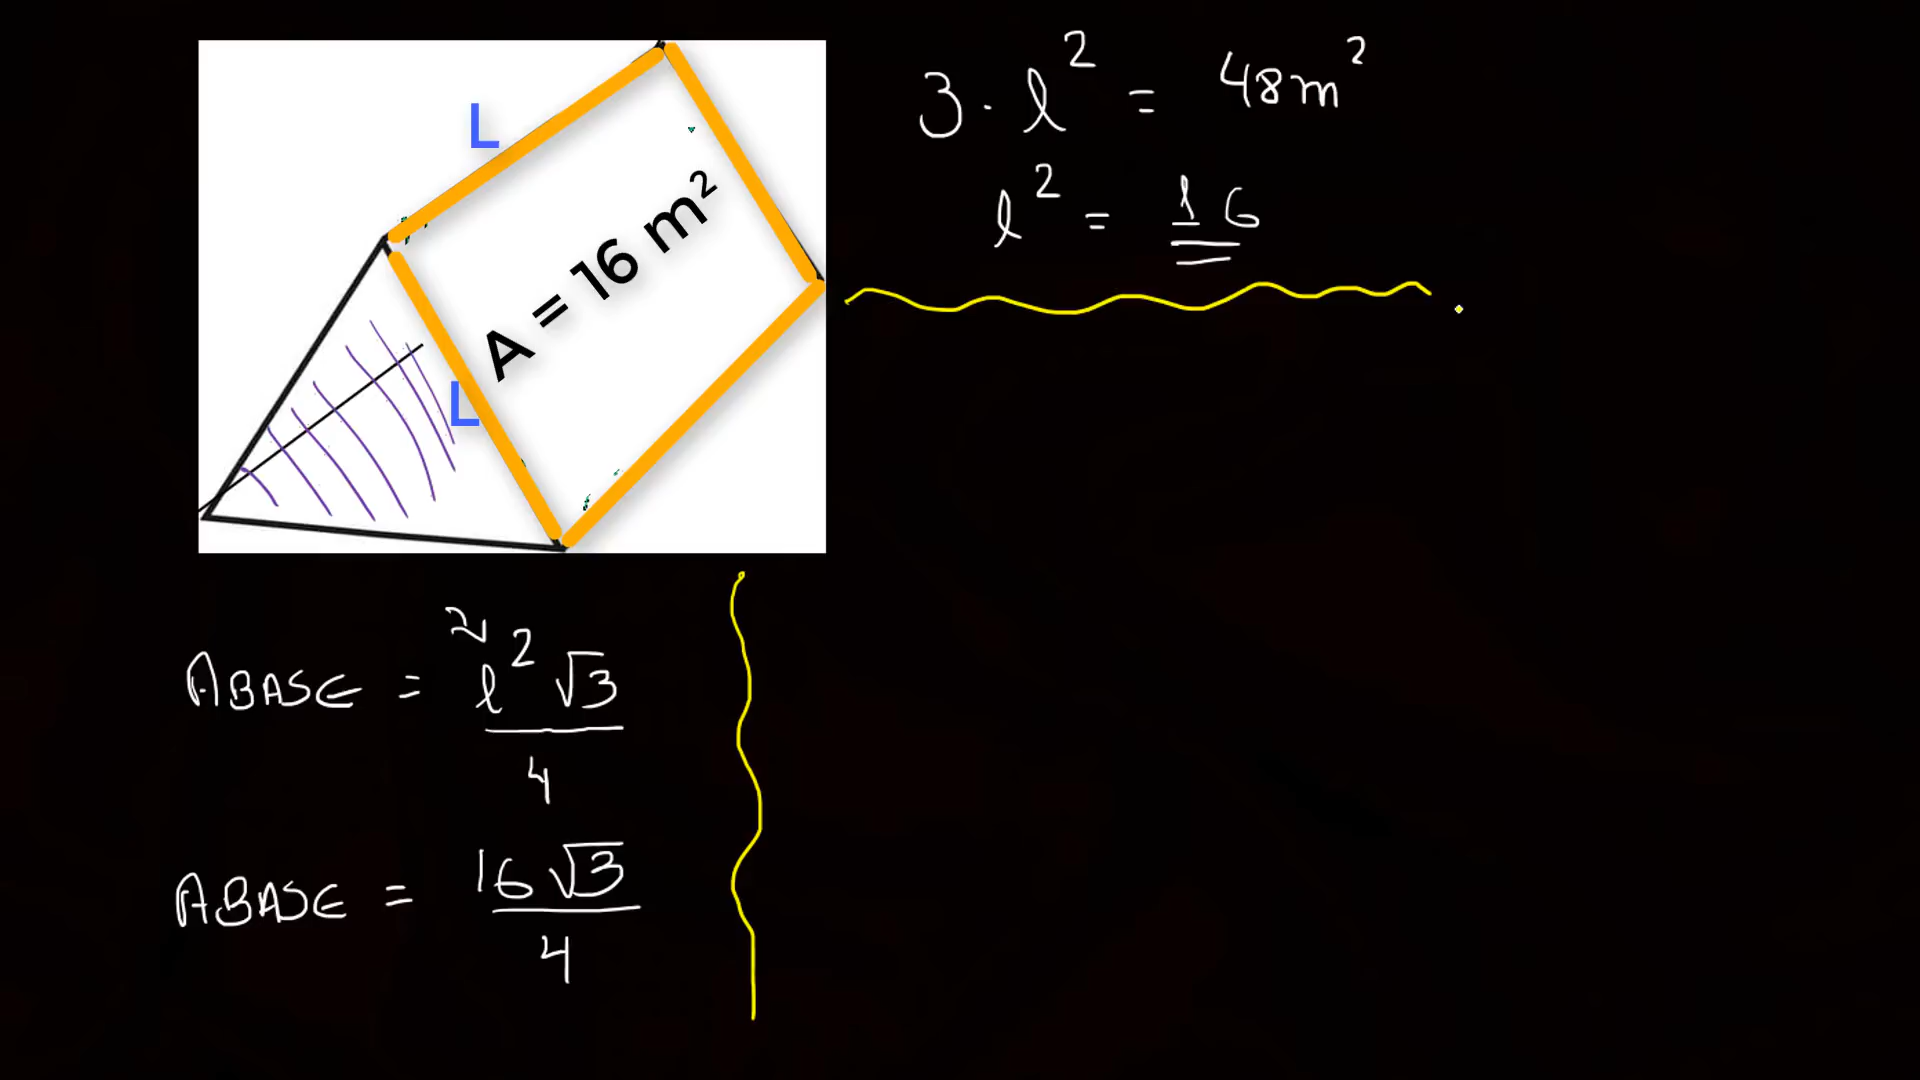 L
A = 16 m²
L
3 · l² = 48m²
l² = 16
ABASE = l²√3
4
ABASE = 16√3
4